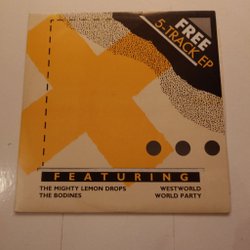 FREE
5-TRACK EP
FEATURING
THE MIGHTY LEMON DROPS WESTWORLD
THE BODINES WORLD PARTY